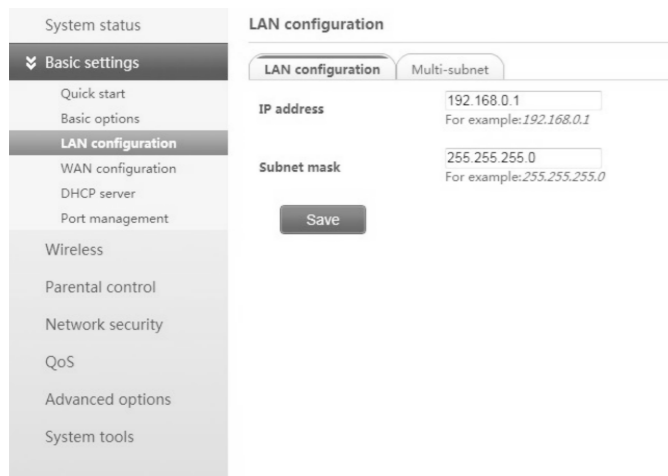 System status
Basic settings
Quick start
Basic options
LAN configuration
WAN configuration
DHCP server
Port management
Wireless
Parental control
Network security
QoS
Advanced options
System tools
LAN configuration
LAN configuration
Multi-subnet
IP address
192.168.0.1
For example:192.168.0.1
Subnet mask
255.255.255.0
For example:255.255.255.0
Save